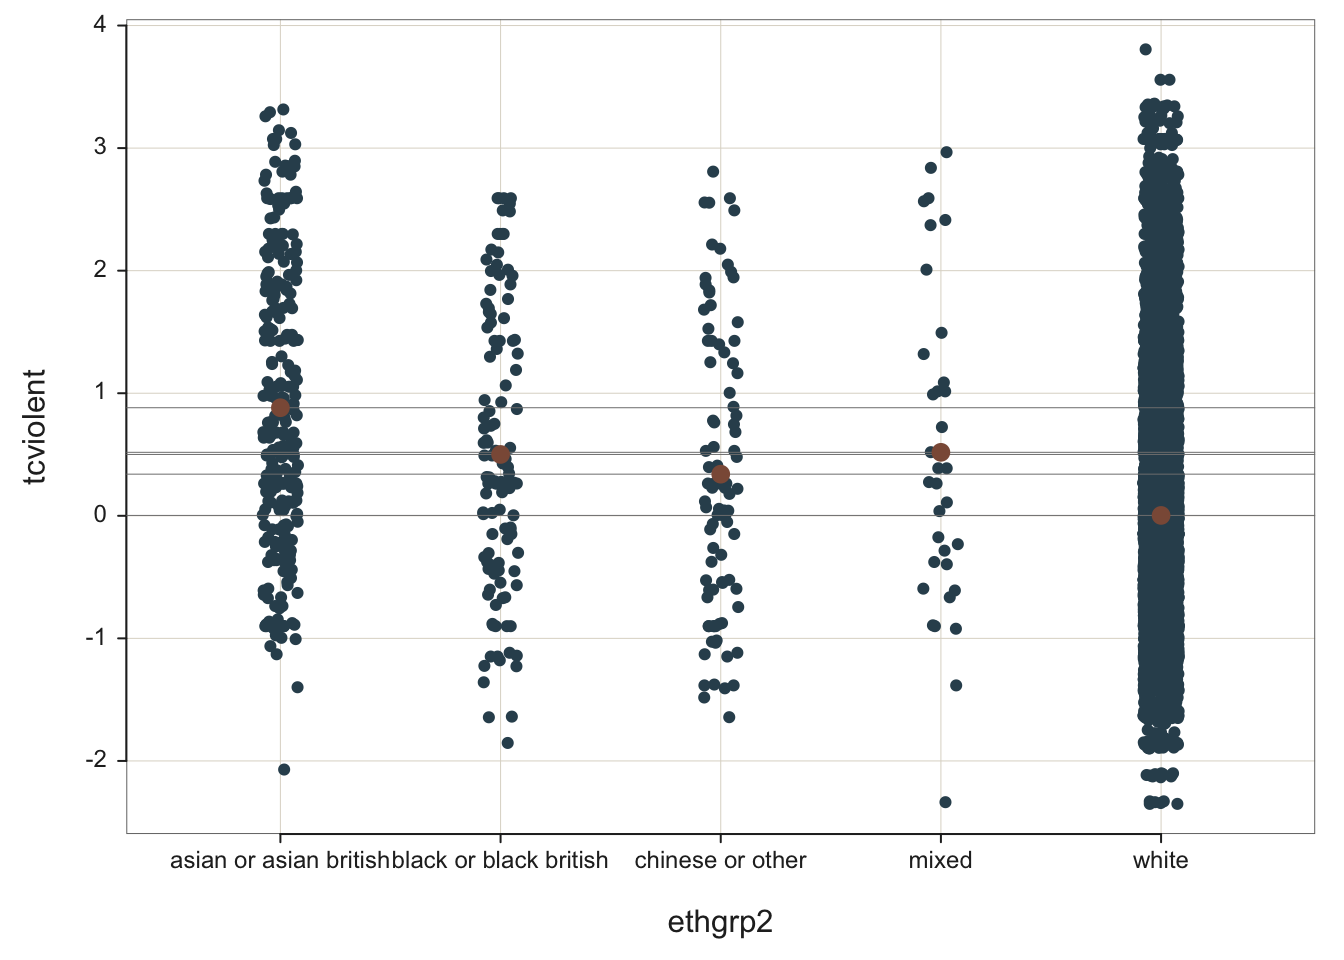 4
3
2
1
0
-1
-2
tcviolent
asian or asian british
black or black british
chinese or other
mixed
white
ethgrp2